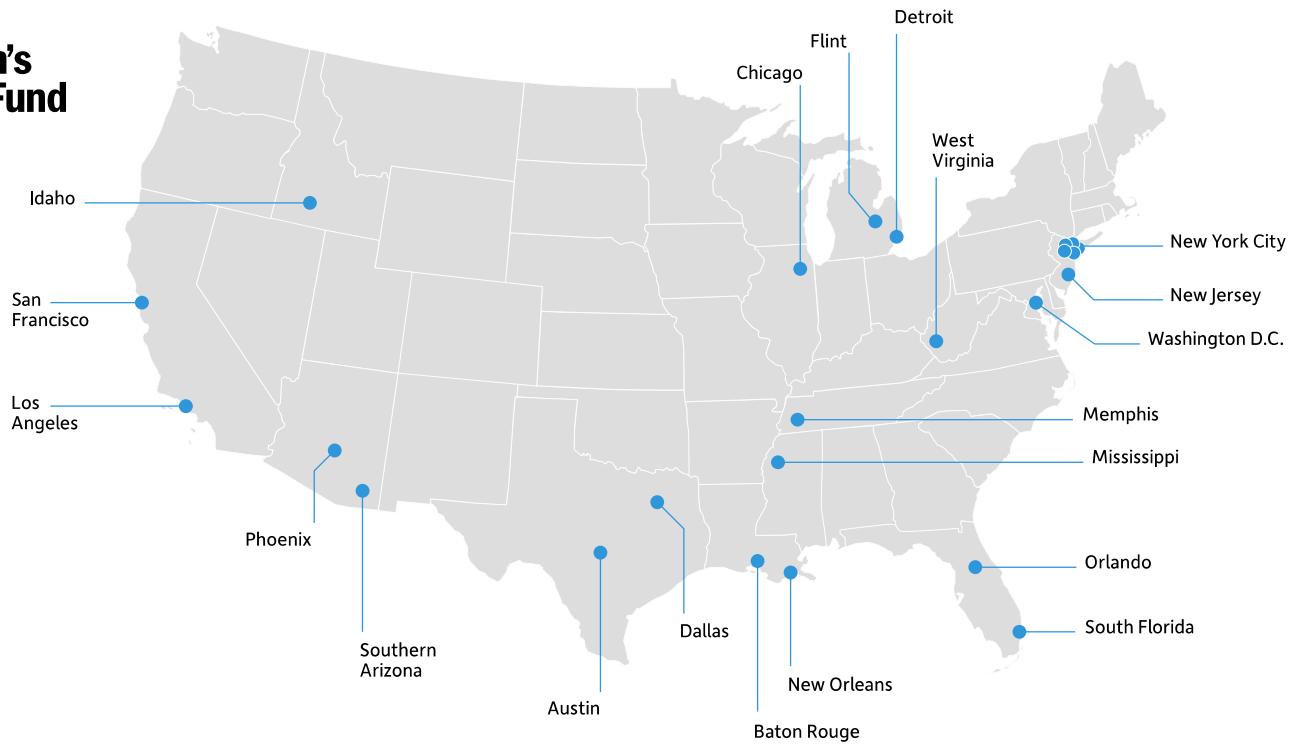 Fund
Detroit
Flint
Chicago
West
Virginia
Idaho
New York City
San
Francisco
New Jersey
Washington D.C.
Los
Angeles
Memphis
Mississippi
Phoenix
Orlando
Dallas
South Florida
Southern
Arizona
New Orleans
Austin
Baton Rouge